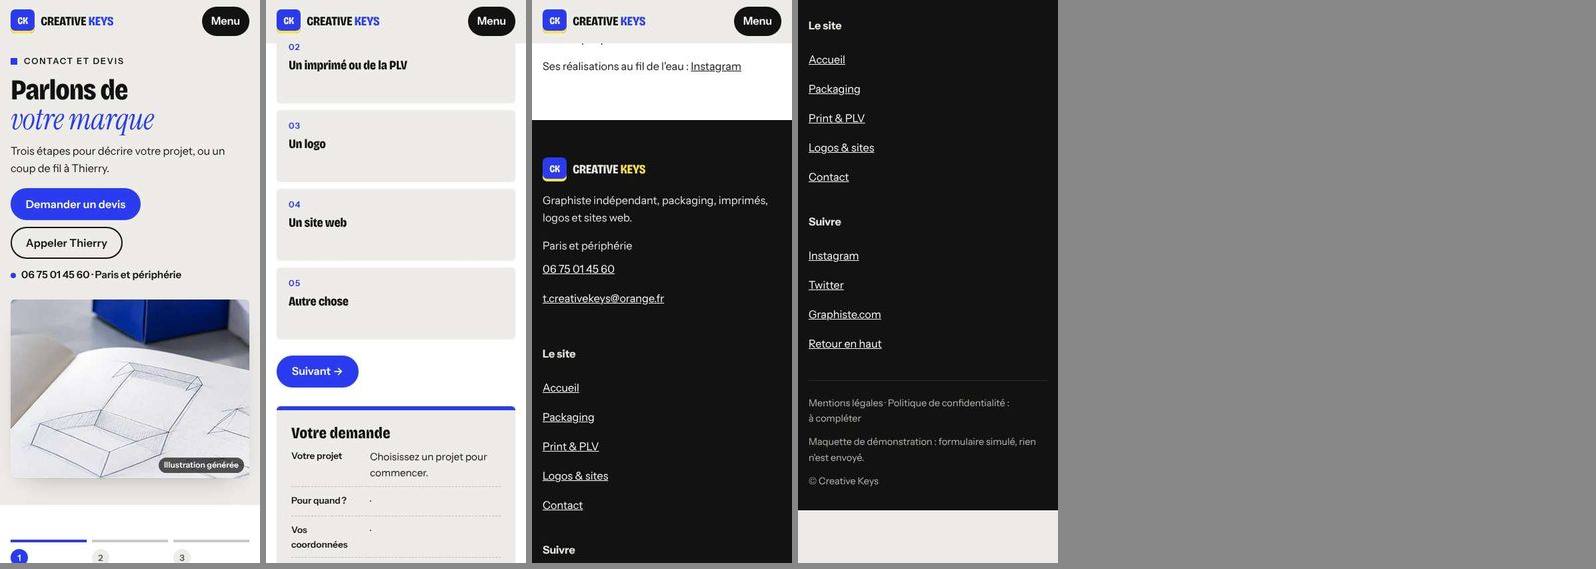 CK CREATIVE KEYS
Menu
CONTACT ET DEVIS
Parlons de
votre marque
Trois étapes pour décrire votre projet, ou un
coup de fil à Thierry.
Demander un devis
Appeler Thierry
06 75 01 45 60 · Paris et périphérie
Illustration générée
1
2
3
CK CREATIVE KEYS
Menu
02
Un imprimé ou de la PLV
03
Un logo
04
Un site web
05
Autre chose
Suivant →
Votre demande
Votre projet
Choisissez un projet pour
commencer.
Pour quand ?
·
Vos
coordonnées
·
CK CREATIVE KEYS
Menu
Ses réalisations au fil de l'eau : Instagram
CK CREATIVE KEYS
Graphiste indépendant, packaging, imprimés,
logos et sites web.
Paris et périphérie
06 75 01 45 60
t.creativekeys@orange.fr
Le site
Accueil
Packaging
Print & PLV
Logos & sites
Contact
Suivre
Le site
Accueil
Packaging
Print & PLV
Logos & sites
Contact
Suivre
Instagram
Twitter
Graphiste.com
Retour en haut
Mentions légales · Politique de confidentialité :
à compléter
Maquette de démonstration : formulaire simulé, rien
n'est envoyé.
© Creative Keys